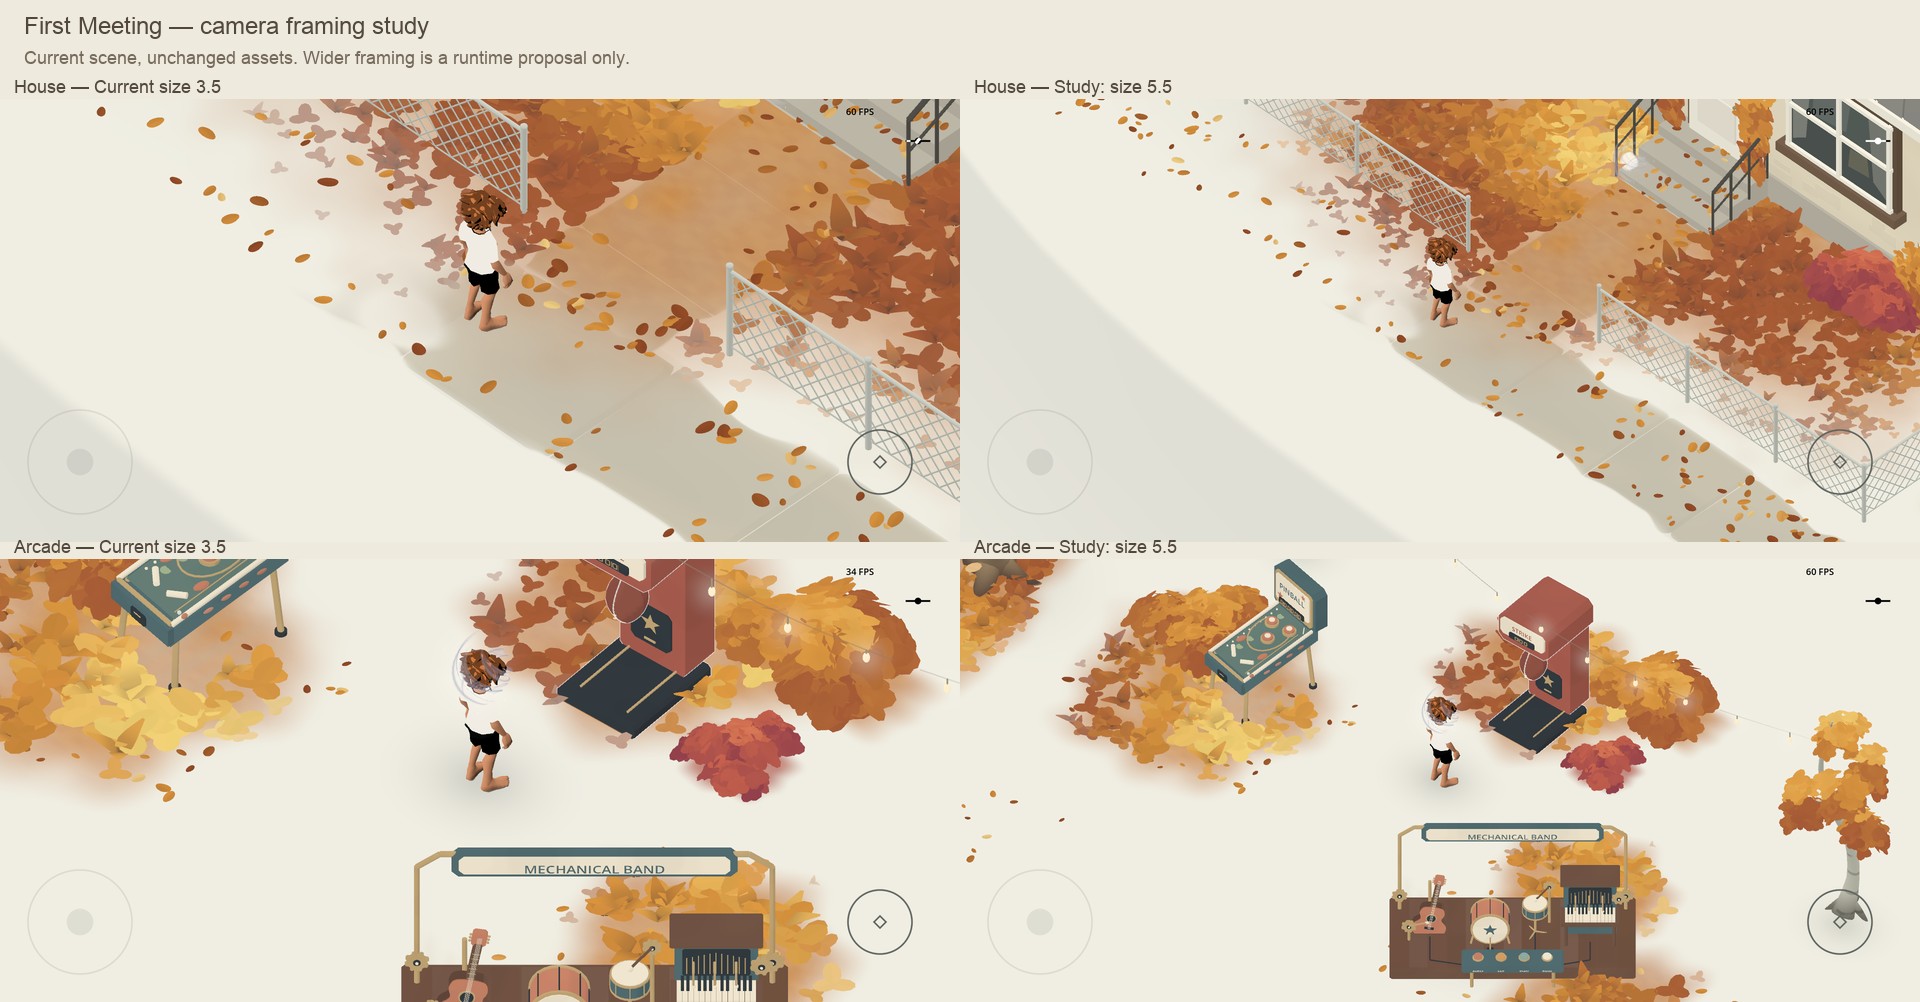 First Meeting — camera framing study
Current scene, unchanged assets. Wider framing is a runtime proposal only.
House — Current size 3.5
House — Study: size 5.5
60 FPS
60 FPS
Arcade — Current size 3.5
Arcade — Study: size 5.5
34 FPS
60 FPS
PINBALL
STRIKE
MECHANICAL BAND
MECHANICAL BAND